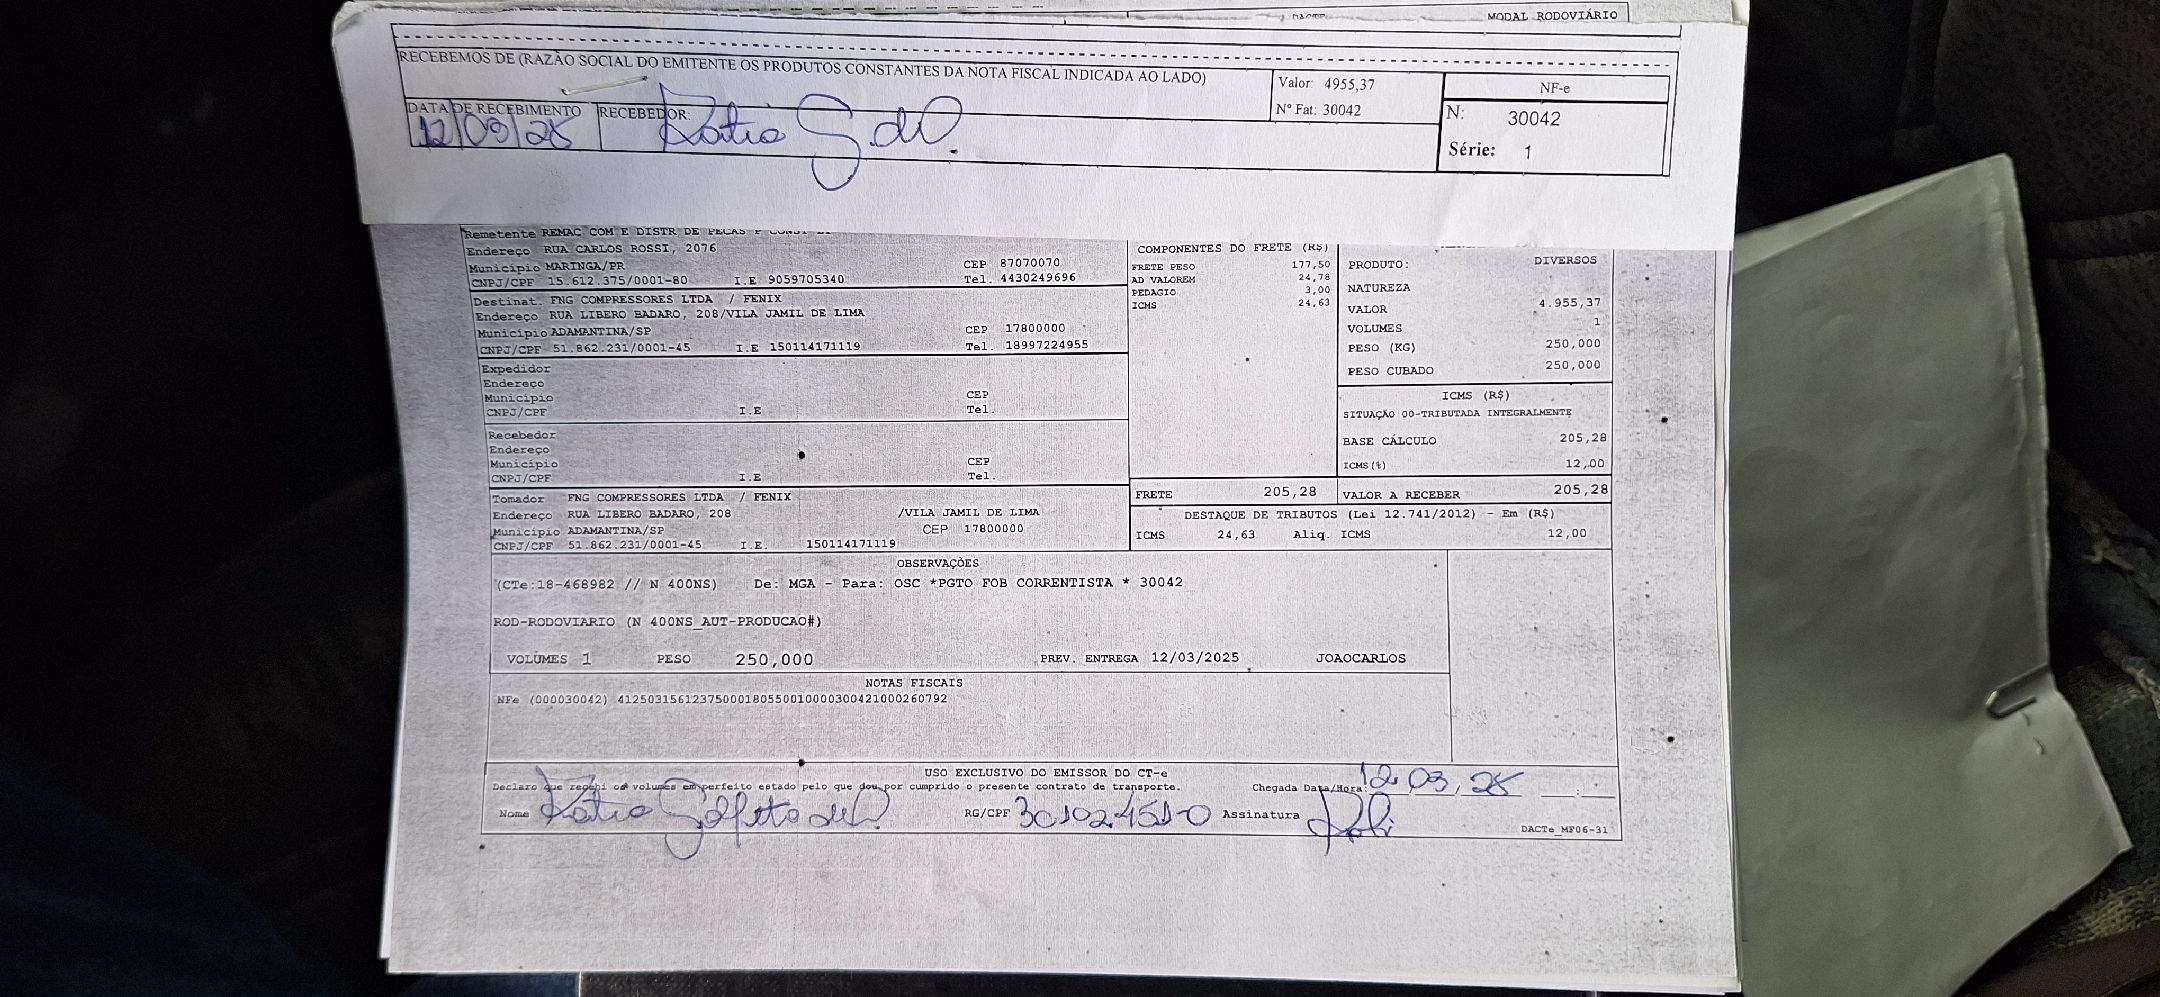 MODAL RODOVIÁRIO
RECEBEMOS DE (RAZÃO SOCIAL DO EMITENTE OS PRODUTOS CONSTANTES DA NOTA FISCAL INDICADA AO LADO)
Valor: 4955,37
Nº Fat: 30042
NF-e
N: 30042
Série: 1
DATA DE RECEBIMENTO
12/03/25
RECEBEDOR:
Katia
Remetente REMAC COM E DISTR DE PECAS E
Endereço RUA CARLOS ROSSI, 2076
Município MARINGA/PR CEP 87070070
CNPJ/CPF 15.612.375/0001-80 I.E 9059705340 Tel. 4430249696
Destinat. FNG COMPRESSORES LTDA / FENIX
Endereço RUA LIBERO BADARO, 208/VILA JAMIL DE LIMA
Município ADAMANTINA/SP CEP 17800000
CNPJ/CPF 51.862.231/0001-45 I.E 150114171119 Tel. 18997224955
Expedidor
Endereço
Município CEP
CNPJ/CPF I.E Tel.
Recebedor
Endereço
Município CEP
CNPJ/CPF I.E Tel.
Tomador FNG COMPRESSORES LTDA / FENIX
Endereço RUA LIBERO BADARO, 208 /VILA JAMIL DE LIMA
Município ADAMANTINA/SP CEP 17800000
CNPJ/CPF 51.862.231/0001-45 I.E. 150114171119
COMPONENTES DO FRETE (R$)
FRETE PESO 177,50
AD VALOREM 24,78
PEDAGIO 3,00
ICMS 24,63
PRODUTO: DIVERSOS
NATUREZA
VALOR 4.955,37
VOLUMES 1
PESO (KG) 250,000
PESO CUBADO 250,000
ICMS (R$)
SITUAÇÃO 00-TRIBUTADA INTEGRALMENTE
BASE CÁLCULO 205,28
ICMS(%) 12,00
FRETE 205,28 VALOR A RECEBER 205,28
DESTAQUE DE TRIBUTOS (Lei 12.741/2012) - Em (R$)
ICMS 24,63 Aliq. ICMS 12,00
OBSERVAÇÕES
(CTe:18-468982 // N 400NS) De: MGA - Para: OSC *PGTO FOB CORRENTISTA * 30042
ROD-RODOVIARIO (N 400NS_AUT-PRODUCAO#)
VOLUMES 1 PESO 250,000 PREV. ENTREGA 12/03/2025 JOAOCARLOS
NOTAS FISCAIS
NFe (000030042) 41250315612375000180550010000300421000260792
USO EXCLUSIVO DO EMISSOR DO CT-e
Declaro que recebi os volumes em perfeito estado pelo que dou por cumprido o presente contrato de transporte. Chegada Data/Hora: 12 03 25
Nome Katia RG/CPF 301024510 Assinatura
DACTe_MF06-31